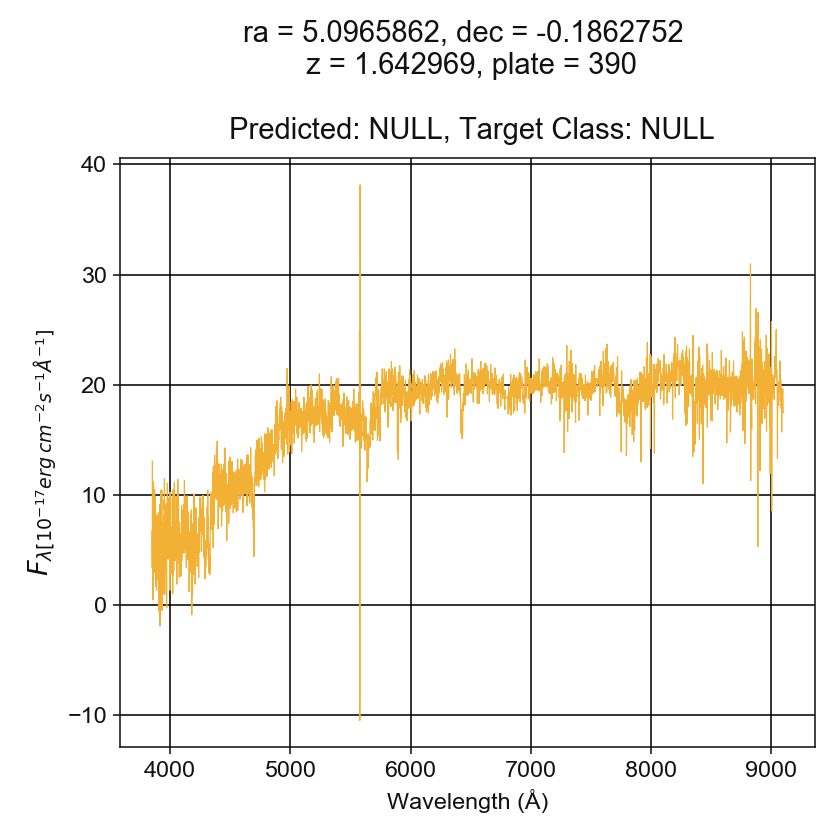 ra = 5.0965862, dec = -0.1862752
z = 1.642969, plate = 390
Predicted: NULL, Target Class: NULL
40
30
20
10
0
−10
4000
5000
6000
7000
8000
9000
Wavelength (Å)
Fλ[10−17erg cm−2s−1Å−1]